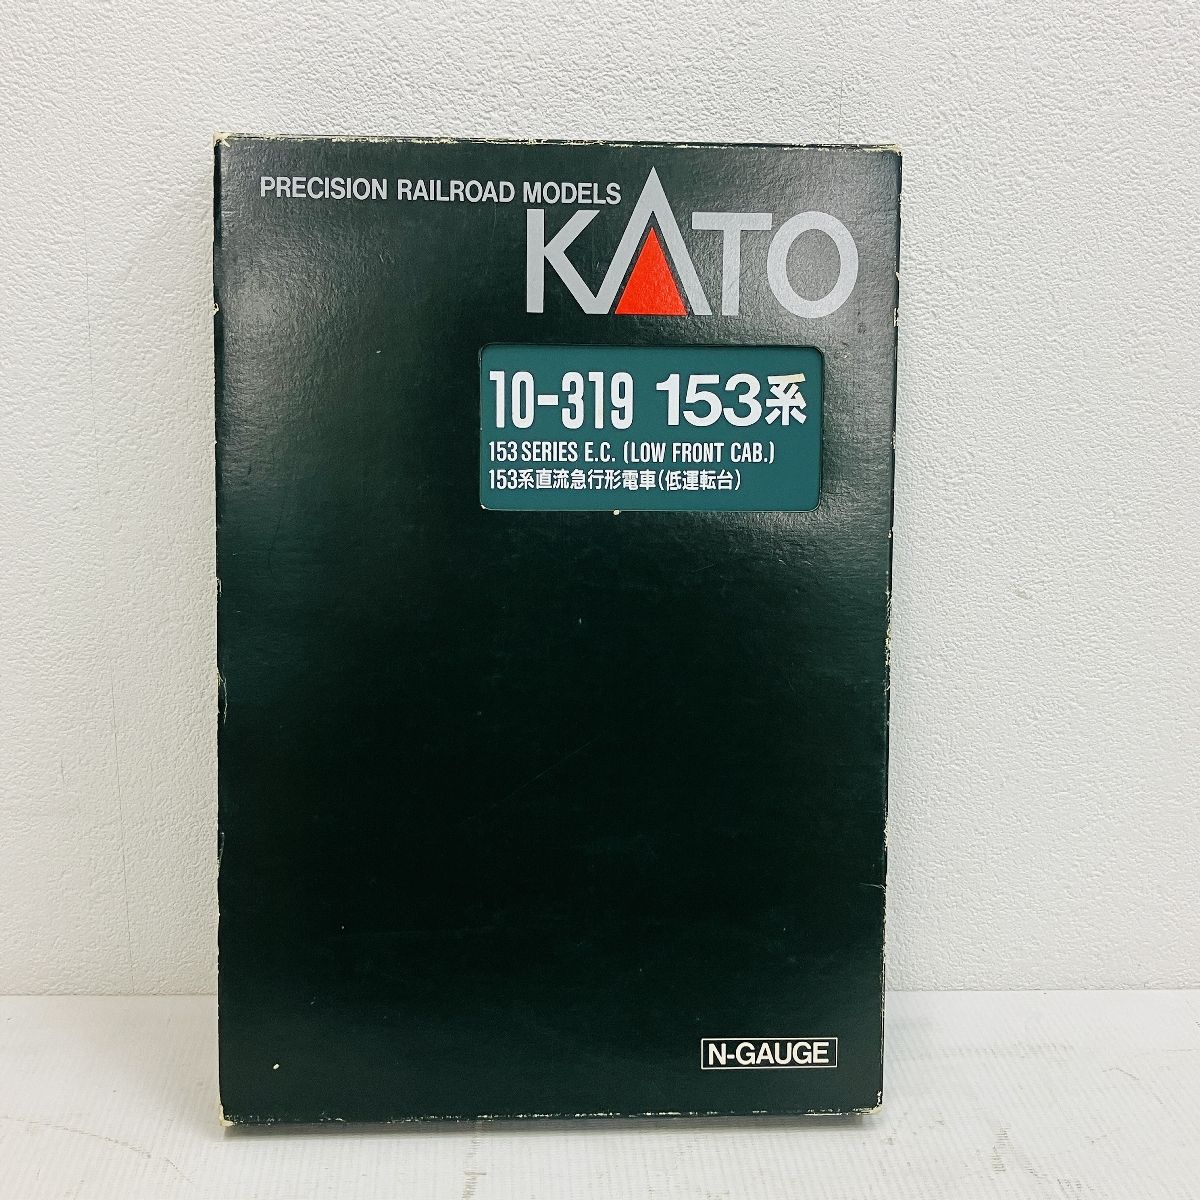 PRECISION RAILROAD MODELS
KATO
10-319 153系
153 SERIES E.C. (LOW FRONT CAB.)
153系直流急行形電車(低運転台)
N-GAUGE